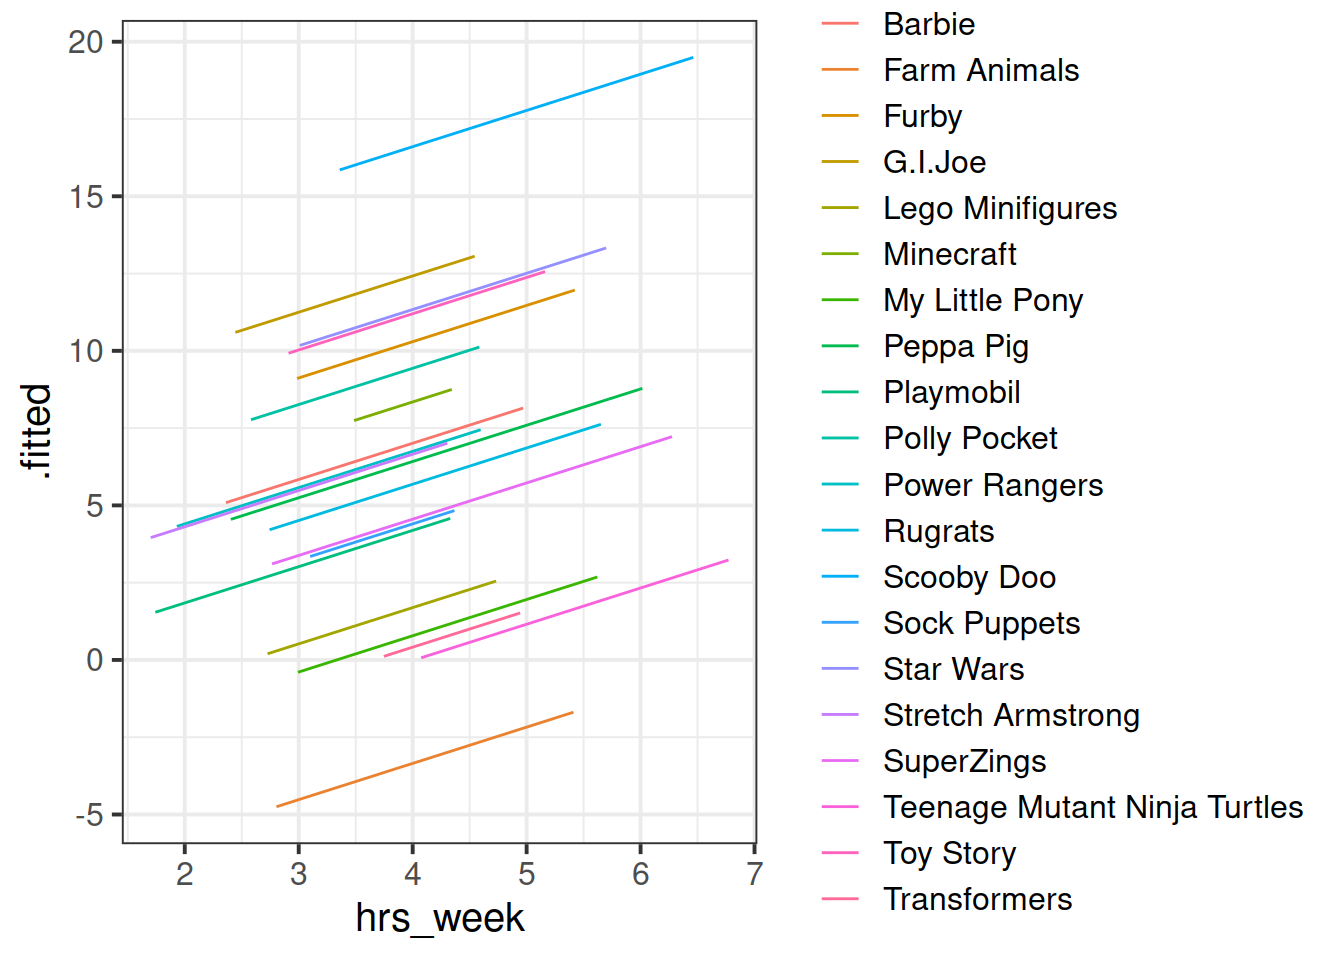 20
15
10
5
0
-5
.fitted
2 3 4 5 6 7
hrs_week
Barbie
Farm Animals
Furby
G.I.Joe
Lego Minifigures
Minecraft
My Little Pony
Peppa Pig
Playmobil
Polly Pocket
Power Rangers
Rugrats
Scooby Doo
Sock Puppets
Star Wars
Stretch Armstrong
SuperZings
Teenage Mutant Ninja Turtles
Toy Story
Transformers